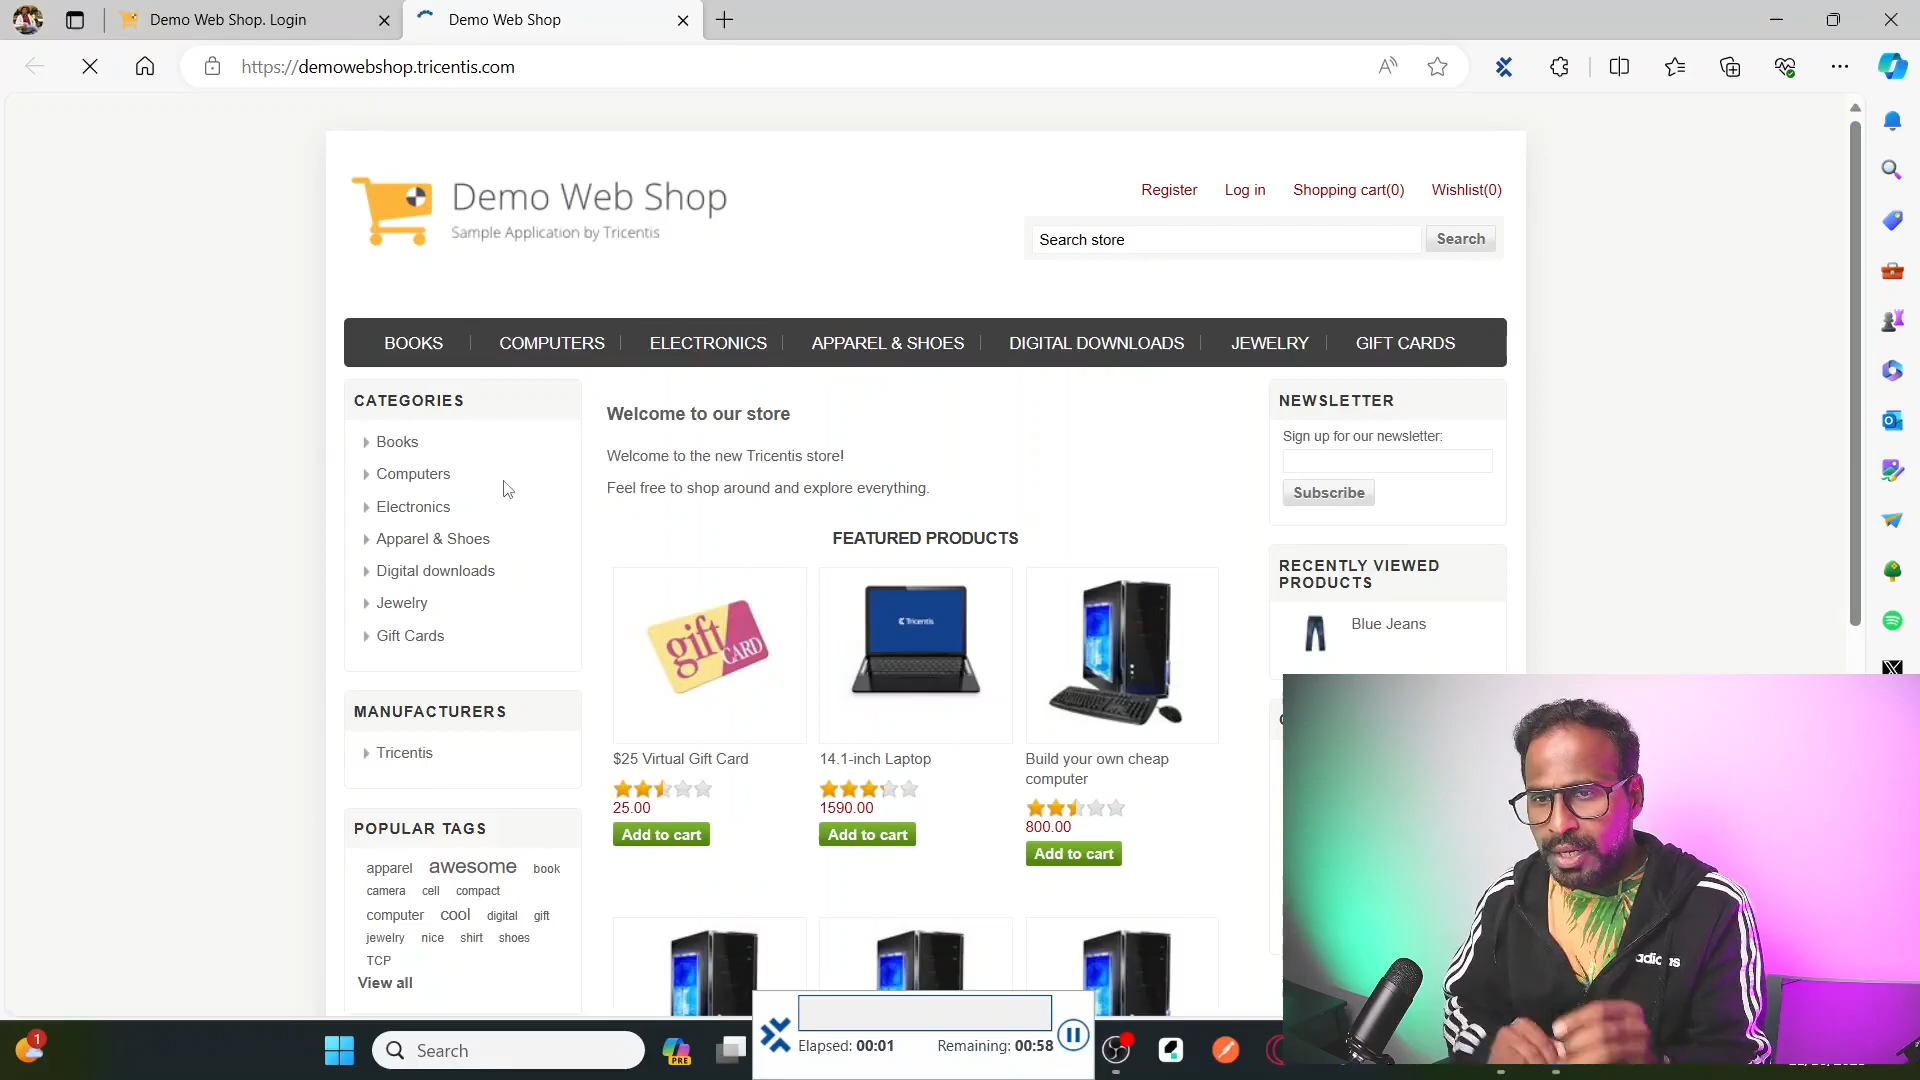 Demo Web Shop. Login
Demo Web Shop
https://demowebshop.tricentis.com
Demo Web Shop
Sample Application by Tricentis
Register
Log in
Shopping cart(0)
Wishlist(0)
Search store
Search
BOOKS
COMPUTERS
ELECTRONICS
APPAREL & SHOES
DIGITAL DOWNLOADS
JEWELRY
GIFT CARDS
CATEGORIES
Books
Computers
Electronics
Apparel & Shoes
Digital downloads
Jewelry
Gift Cards
MANUFACTURERS
Tricentis
POPULAR TAGS
apparel awesome book
camera cell compact
computer cool digital gift
jewelry nice shirt shoes
TCP
View all
Welcome to our store
Welcome to the new Tricentis store!
Feel free to shop around and explore everything.
FEATURED PRODUCTS
gift CARD
Tricentis
$25 Virtual Gift Card
25.00
Add to cart
14.1-inch Laptop
1590.00
Add to cart
Build your own cheap
computer
800.00
Add to cart
NEWSLETTER
Sign up for our newsletter:
Subscribe
RECENTLY VIEWED
PRODUCTS
Blue Jeans
adidas
1
Search
PRE
Elapsed: 00:01
Remaining: 00:58